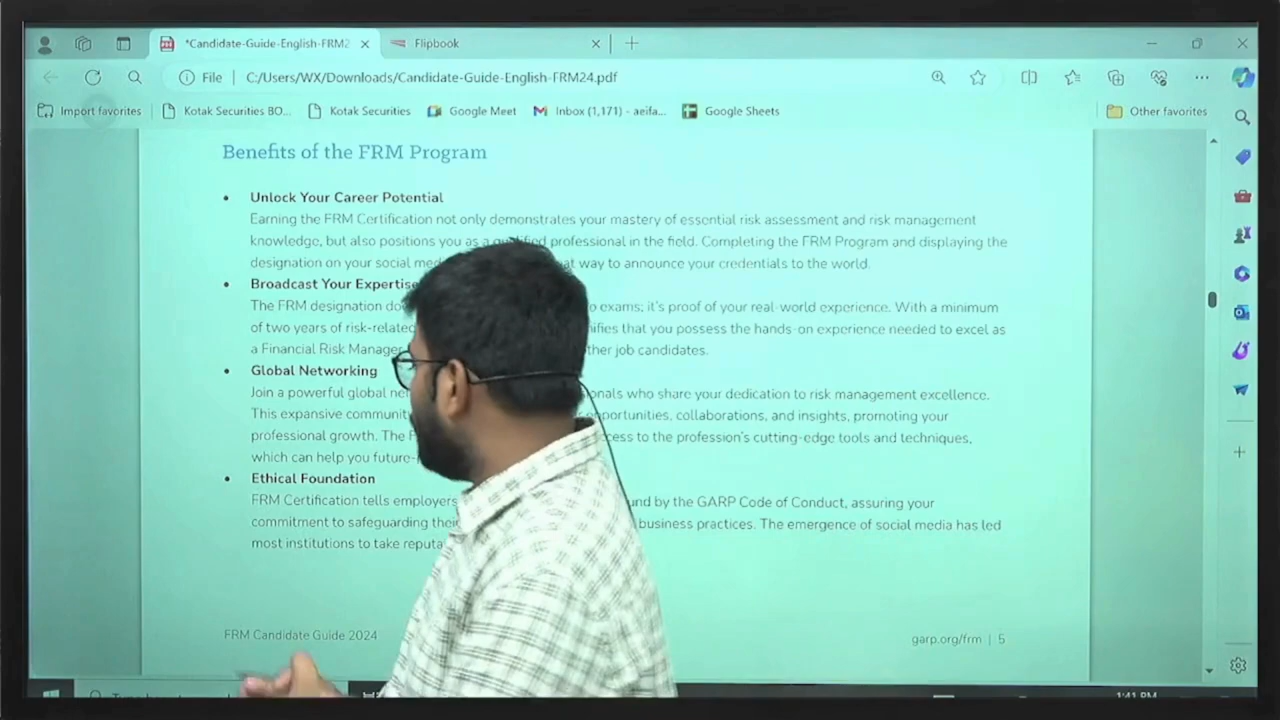 *Candidate-Guide-English-FRM2
Flipbook
File
C:/Users/WX/Downloads/Candidate-Guide-English-FRM24.pdf
Import favorites
Kotak Securities BO...
Kotak Securities
Google Meet
Inbox (1,171) - aeifa...
Google Sheets
Other favorites
Benefits of the FRM Program
Unlock Your Career Potential
Earning the FRM Certification not only demonstrates your mastery of essential risk assessment and risk management
knowledge, but also positions you as a qualified professional in the field. Completing the FRM Program and displaying the
designation on your social way to announce your credentials to the world.
Broadcast Your Expertise
The FRM designation exams; it's proof of your real-world experience. With a minimum
of two years of risk-related that you possess the hands-on experience needed to excel as
a Financial Risk Manager job candidates.
Global Networking
Join a powerful global who share your dedication to risk management excellence.
This expansive opportunities, collaborations, and insights, promoting your
professional growth. The to the profession's cutting-edge tools and techniques,
which can help you
Ethical Foundation
FRM Certification tells employers by the GARP Code of Conduct, assuring your
commitment to safeguarding business practices. The emergence of social media has led
most institutions to take
FRM Candidate Guide 2024
garp.org/frm | 5
1:41 PM